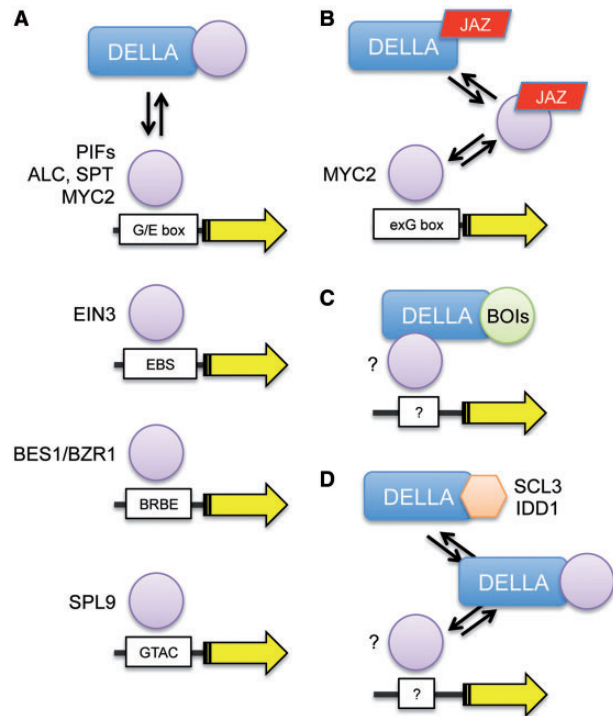 A
DELLA
PIFs
ALC, SPT
MYC2
G/E box
EIN3
EBS
BES1/BZR1
BRBE
SPL9
GTAC
B
JAZ
DELLA
JAZ
MYC2
exG box
C
DELLA
BOIs
?
?
D
DELLA
SCL3
IDD1
DELLA
?
?